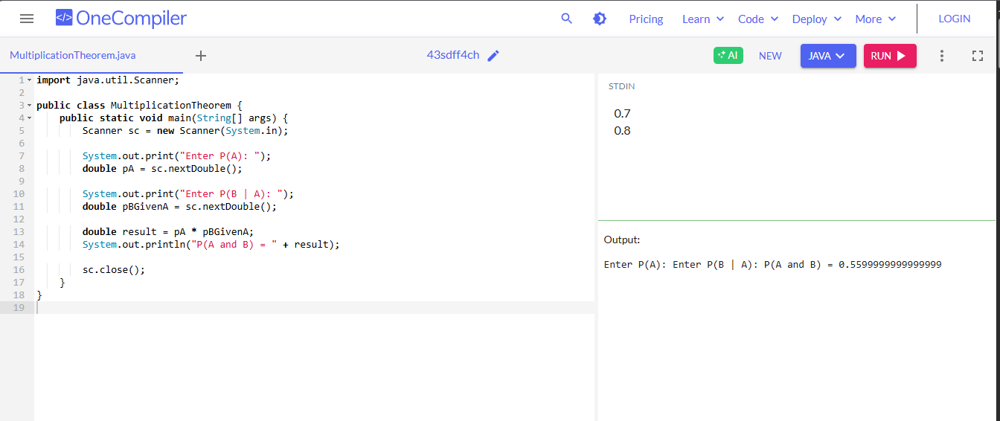 </> OneCompiler
Pricing Learn Code Deploy More LOGIN
MultiplicationTheorem.java + 43sdff4ch AI NEW JAVA RUN
1 import java.util.Scanner;
2
3 public class MultiplicationTheorem {
4     public static void main(String[] args) {
5         Scanner sc = new Scanner(System.in);
6
7         System.out.print("Enter P(A): ");
8         double pA = sc.nextDouble();
9
10         System.out.print("Enter P(B | A): ");
11         double pBGivenA = sc.nextDouble();
12
13         double result = pA * pBGivenA;
14         System.out.println("P(A and B) = " + result);
15
16         sc.close();
17     }
18 }
19
STDIN
0.7
0.8
Output:
Enter P(A): Enter P(B | A): P(A and B) = 0.5599999999999999